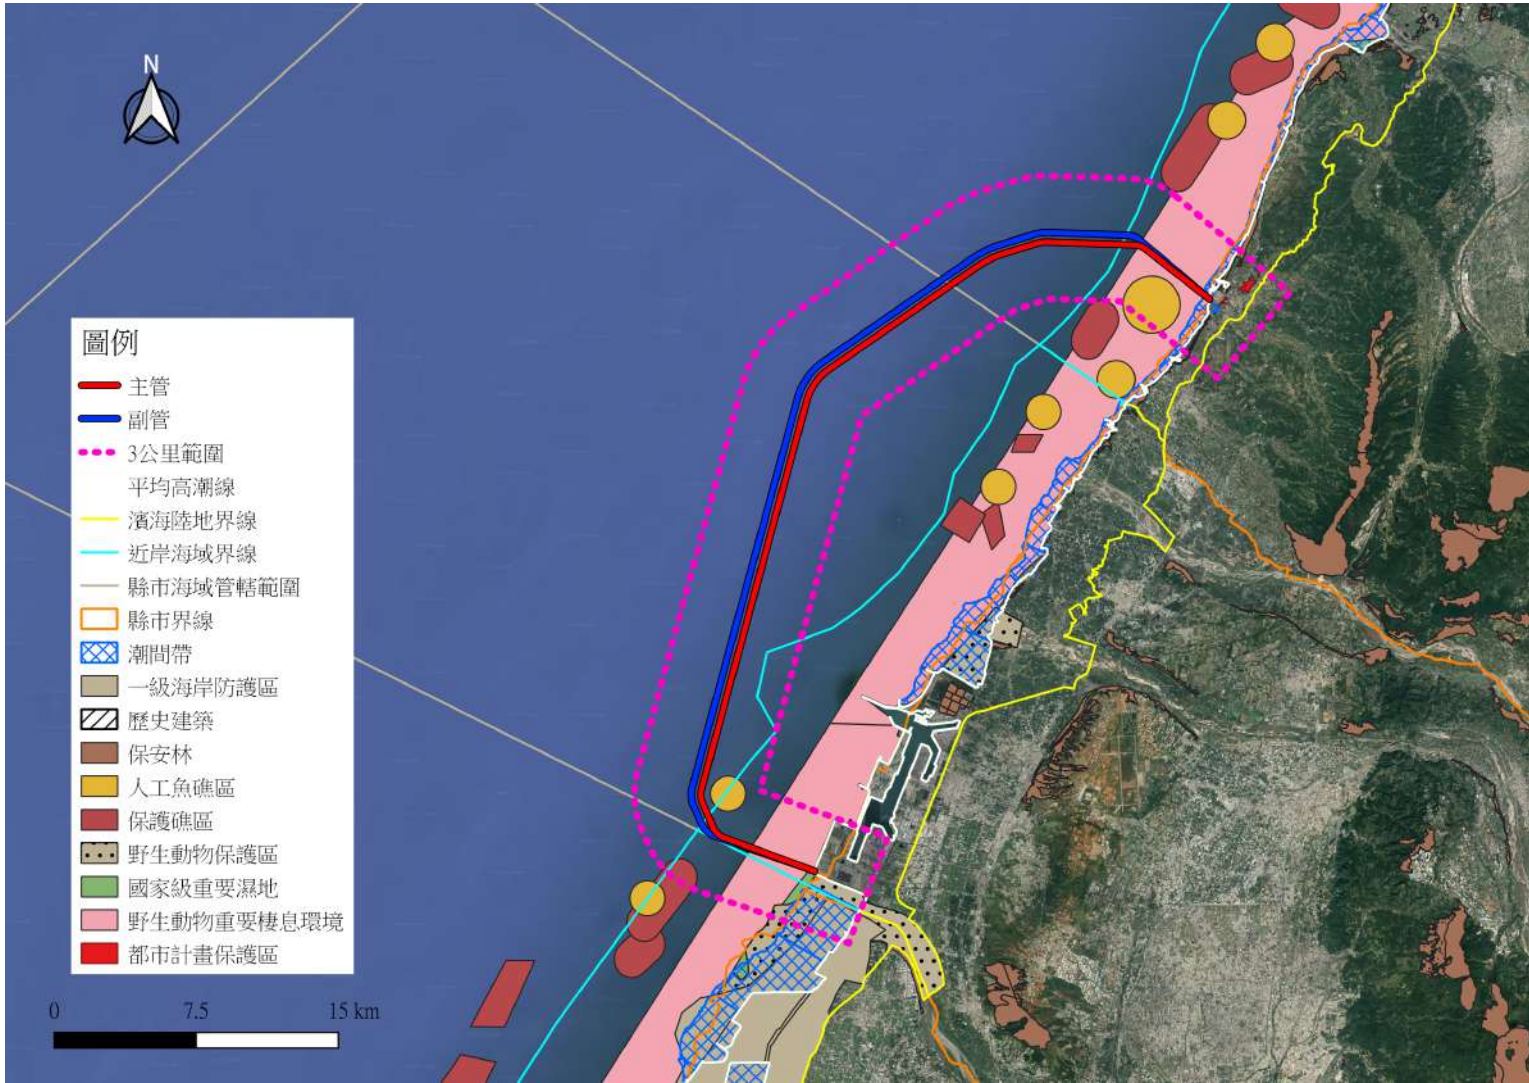 N
圖例
主管
副管
3公里範圍
平均高潮線
濱海陸地界線
近岸海域界線
縣市海域管轄範圍
縣市界線
潮間帶
一級海岸防護區
歷史建築
保安林
人工魚礁區
保護礁區
野生動物保護區
國家級重要濕地
野生動物重要棲息環境
都市計畫保護區
0 7.5 15 km